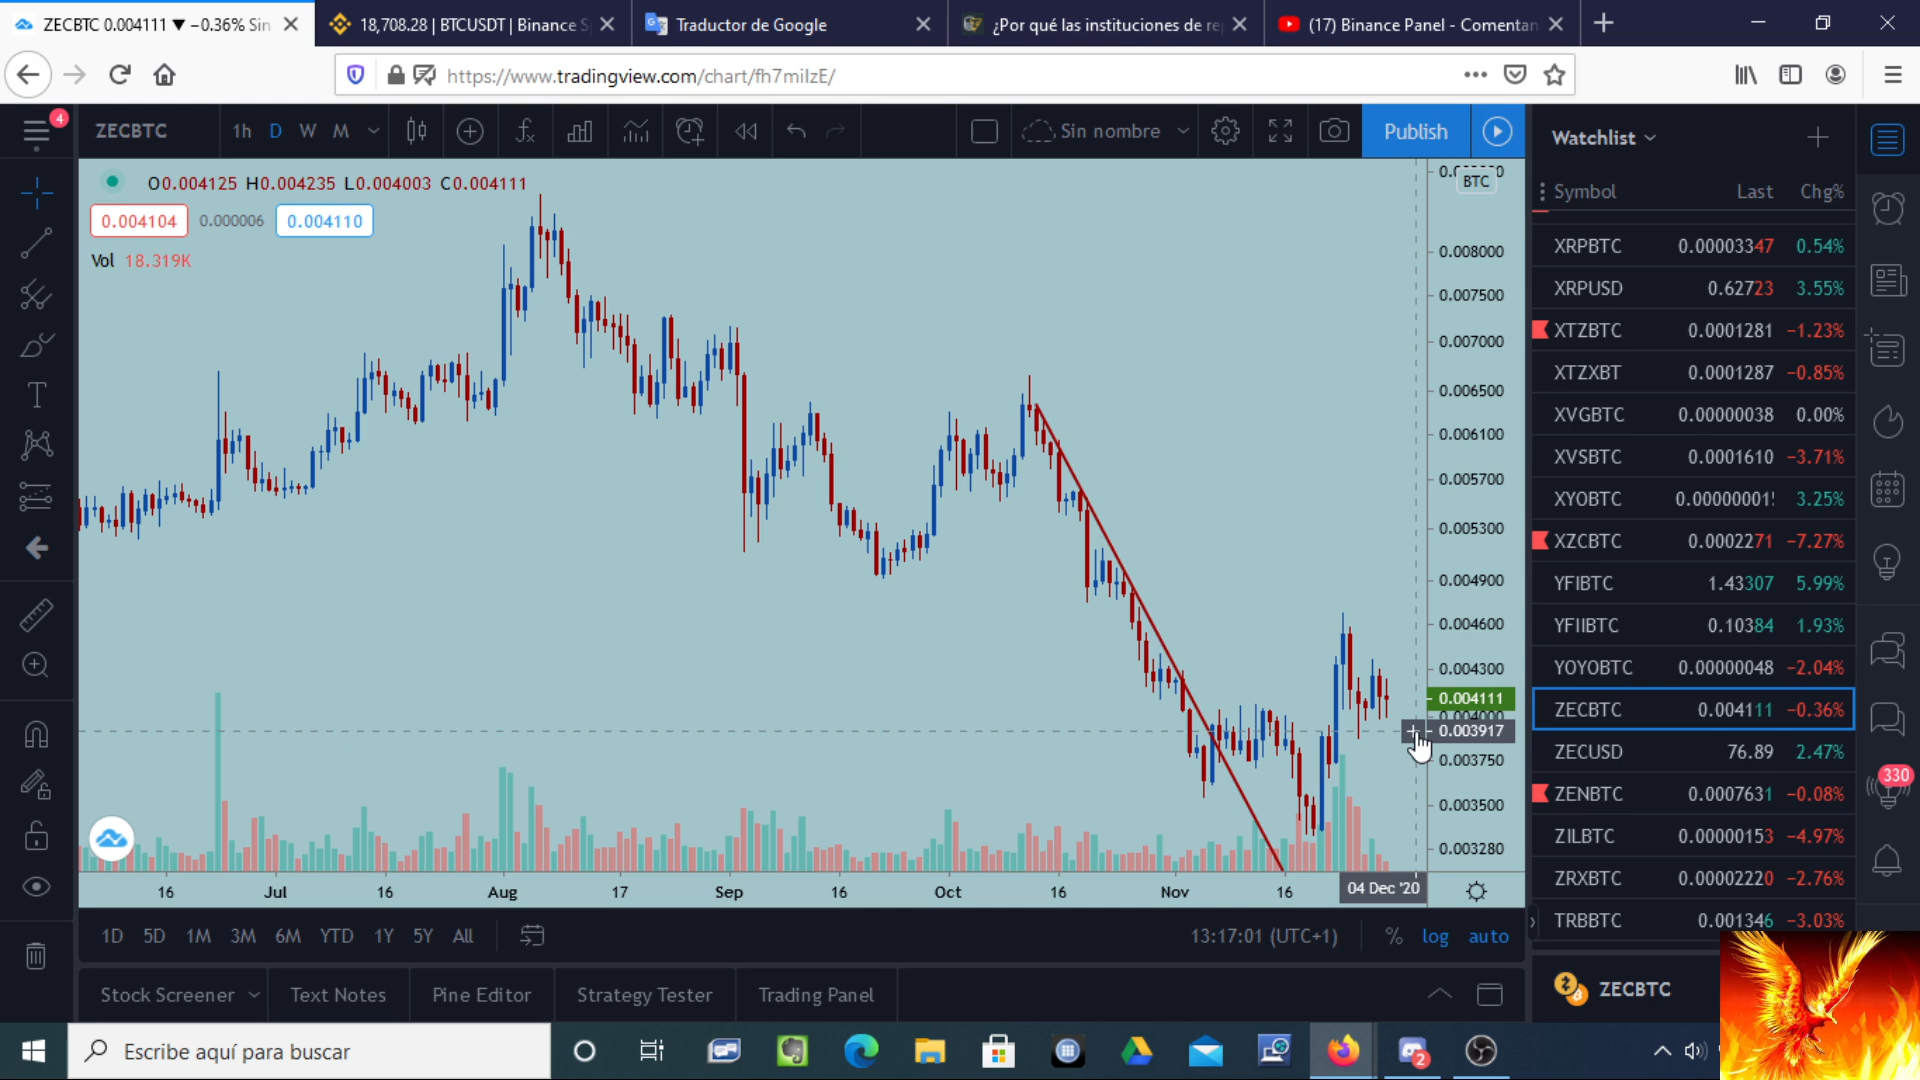 ZECBTC 0.004111 ▼ −0.36% Sin
18,708.28 | BTCUSDT | Binance S
Traductor de Google
¿Por qué las instituciones de re
(17) Binance Panel - Comentan
https://www.tradingview.com/chart/fh7miIzE/
4
ZECBTC
1h D W M
Sin nombre
Publish
Watchlist
O0.004125 H0.004235 L0.004003 C0.004111
0.004104 0.000006 0.004110
Vol 18.319K
BTC
0.008000
0.007500
0.007000
0.006500
0.006100
0.005700
0.005300
0.004900
0.004600
0.004300
0.004111
0.004000
0.003917
0.003750
0.003500
0.003280
16 Jul 16 Aug 17 Sep 16 Oct 16 Nov 16 04 Dec '20
1D 5D 1M 3M 6M YTD 1Y 5Y All
13:17:01 (UTC+1) % log auto
Stock Screener Text Notes Pine Editor Strategy Tester Trading Panel
Symbol Last Chg%
XRPBTC 0.00003347 0.54%
XRPUSD 0.62723 3.55%
XTZBTC 0.0001281 −1.23%
XTZXBT 0.0001287 −0.85%
XVGBTC 0.00000038 0.00%
XVSBTC 0.0001610 −3.71%
XYOBTC 0.00000001! 3.25%
XZCBTC 0.0002271 −7.27%
YFIBTC 1.43307 5.99%
YFIIBTC 0.10384 1.93%
YOYOBTC 0.00000048 −2.04%
ZECBTC 0.004111 −0.36%
ZECUSD 76.89 2.47%
ZENBTC 0.0007631 −0.08%
ZILBTC 0.00000153 −4.97%
ZRXBTC 0.00002220 −2.76%
TRBBTC 0.001346 −3.03%
330
ZECBTC
Escribe aquí para buscar
2